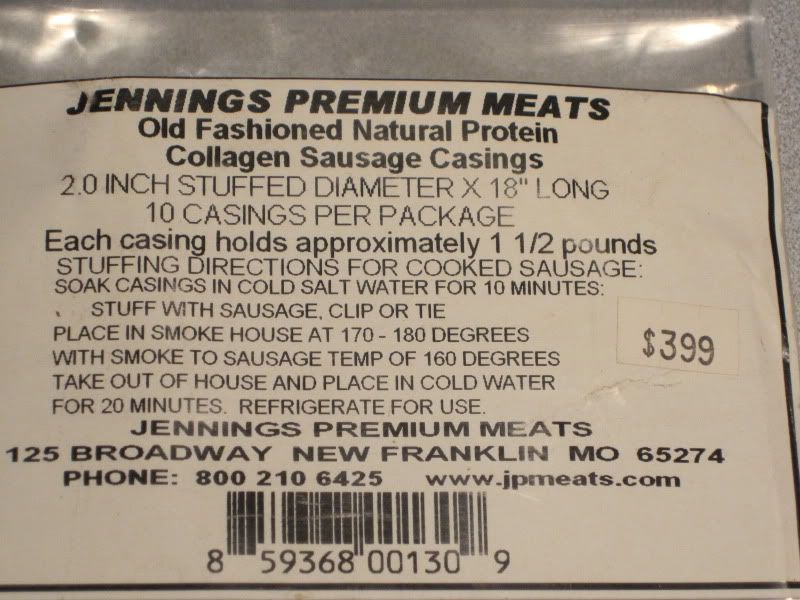 JENNINGS PREMIUM MEATS
Old Fashioned Natural Protein
Collagen Sausage Casings
2.0 INCH STUFFED DIAMETER X 18" LONG
10 CASINGS PER PACKAGE
Each casing holds approximately 1 1/2 pounds
STUFFING DIRECTIONS FOR COOKED SAUSAGE:
SOAK CASINGS IN COLD SALT WATER FOR 10 MINUTES:
STUFF WITH SAUSAGE, CLIP OR TIE
PLACE IN SMOKE HOUSE AT 170 - 180 DEGREES
WITH SMOKE TO SAUSAGE TEMP OF 160 DEGREES
TAKE OUT OF HOUSE AND PLACE IN COLD WATER
FOR 20 MINUTES. REFRIGERATE FOR USE.
$399
JENNINGS PREMIUM MEATS
125 BROADWAY NEW FRANKLIN MO 65274
PHONE: 800 210 6425 www.jpmeats.com
8 59368 00130 9